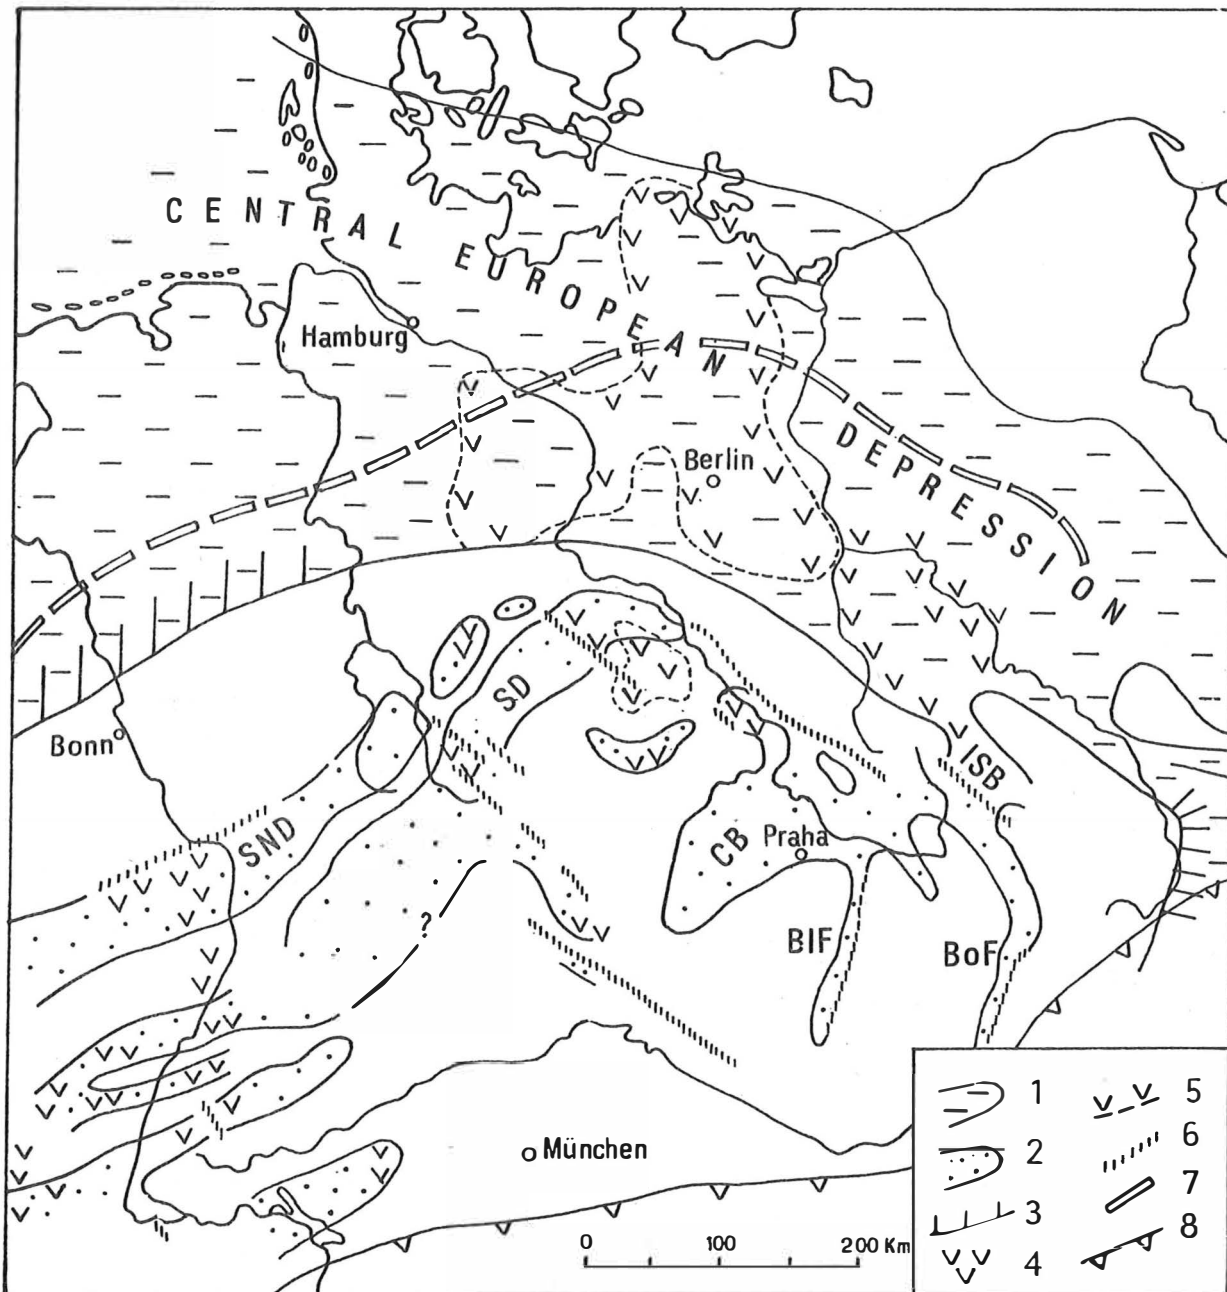 CENTRAL EUROPEAN DEPRESSION
Hamburg
Berlin
Bonn
SD
ISB
SND
CB
Praha
?
BlF
BoF
München
0 100 200 Km
1
2
3
4
5
6
7
8